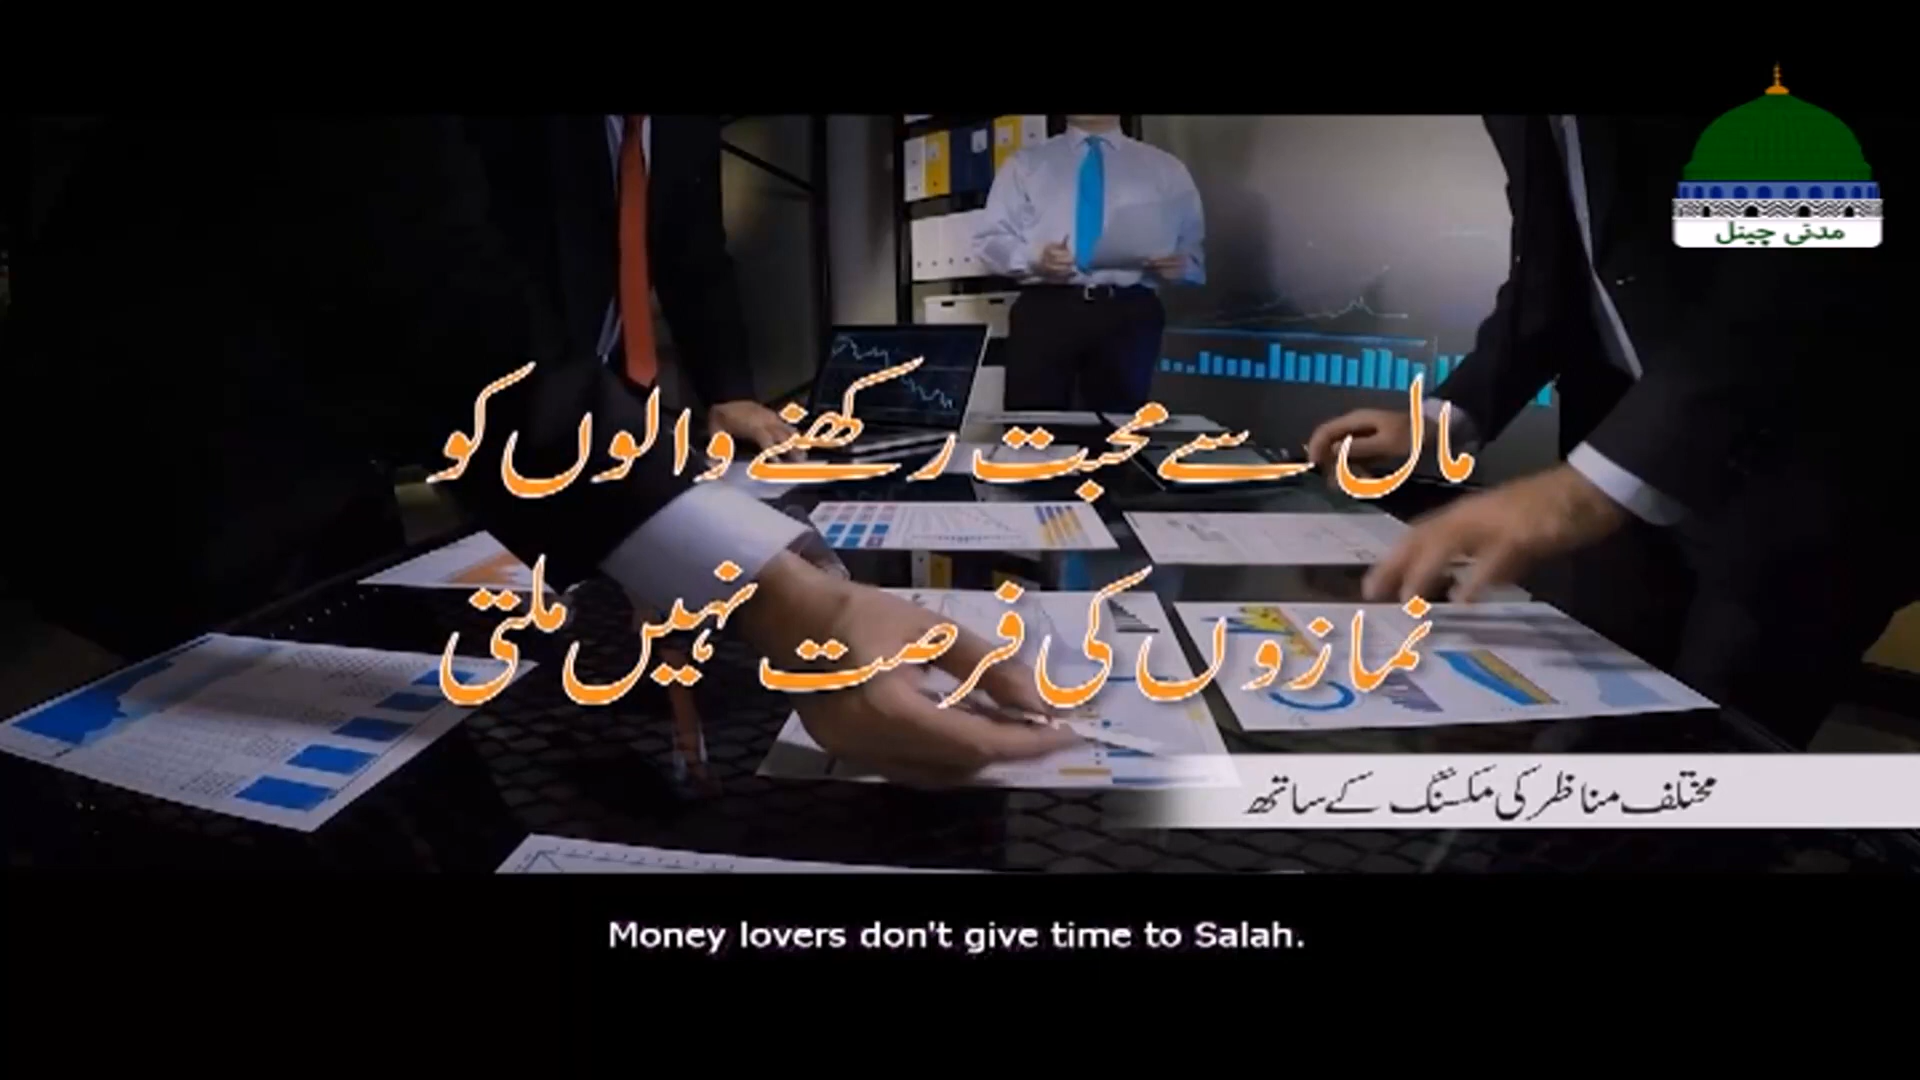 مدنی چینل
مال سے محبت رکھنے والوں کو
نمازوں کی فرصت نہیں ملتی
مختلف مناظر کی مکسنگ کے ساتھ
Money lovers don't give time to Salah.